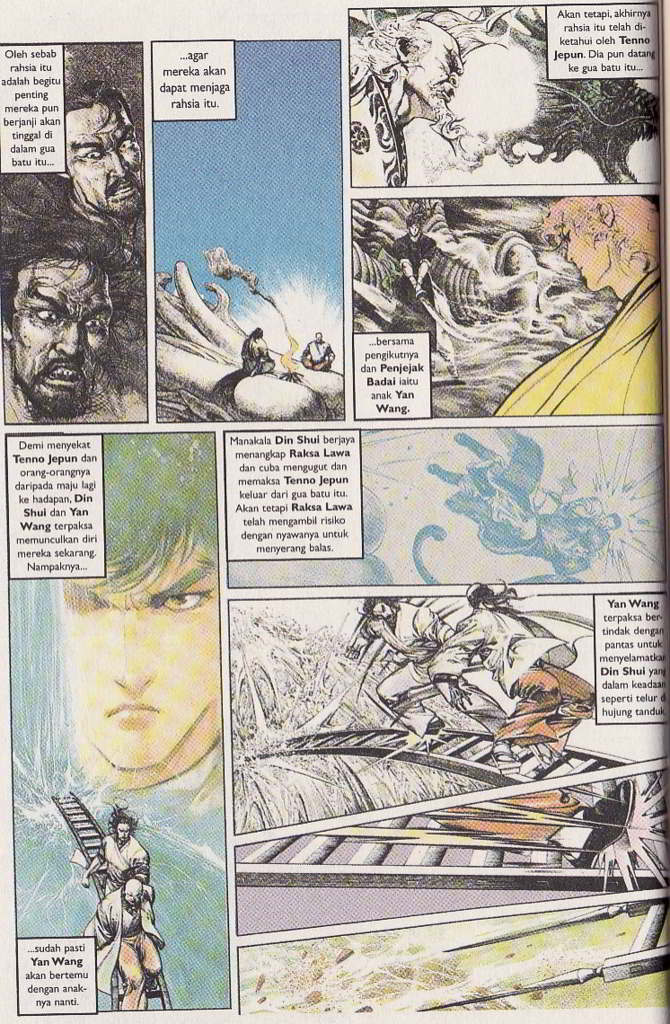 Oleh sebab
rahsia itu
adalah begitu
penting
mereka pun
berjanji akan
tinggal di
dalam gua
batu itu...
...agar
mereka akan
dapat menjaga
rahsia itu.
Akan tetapi, akhirnya
rahsia itu telah di-
ketahui oleh Tenno
Jepun. Dia pun datang
ke gua batu itu...
...bersama
pengikutnya
dan Penjejak
Badai iaitu
anak Yan
Wang.
Demi menyekat
Tenno Jepun dan
orang-orangnya
daripada maju lagi
ke hadapan, Din
Shui dan Yan
Wang terpaksa
memunculkan diri
mereka sekarang.
Nampaknya...
...sudah pasti
Yan Wang
akan bertemu
dengan anak-
nya nanti.
Manakala Din Shui berjaya
menangkap Raksa Lawa
dan cuba mengugut dan
memaksa Tenno Jepun
keluar dari gua batu itu.
Akan tetapi Raksa Lawa
telah mengambil risiko
dengan nyawanya untuk
menyerang balas.
Yan Wang
terpaksa ber-
tindak dengan
pantas untuk
menyelamatkan
Din Shui yang
dalam keadaan
seperti telur di
hujung tanduk.